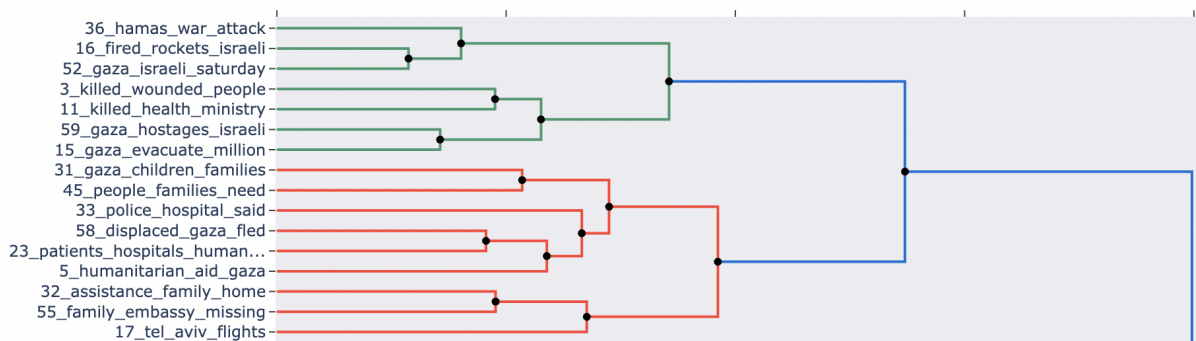 36_hamas_war_attack
16_fired_rockets_israeli
52_gaza_israeli_saturday
3_killed_wounded_people
11_killed_health_ministry
59_gaza_hostages_israeli
15_gaza_evacuate_million
31_gaza_children_families
45_people_families_need
33_police_hospital_said
58_displaced_gaza_fled
23_patients_hospitals_human...
5_humanitarian_aid_gaza
32_assistance_family_home
55_family_embassy_missing
17_tel_aviv_flights